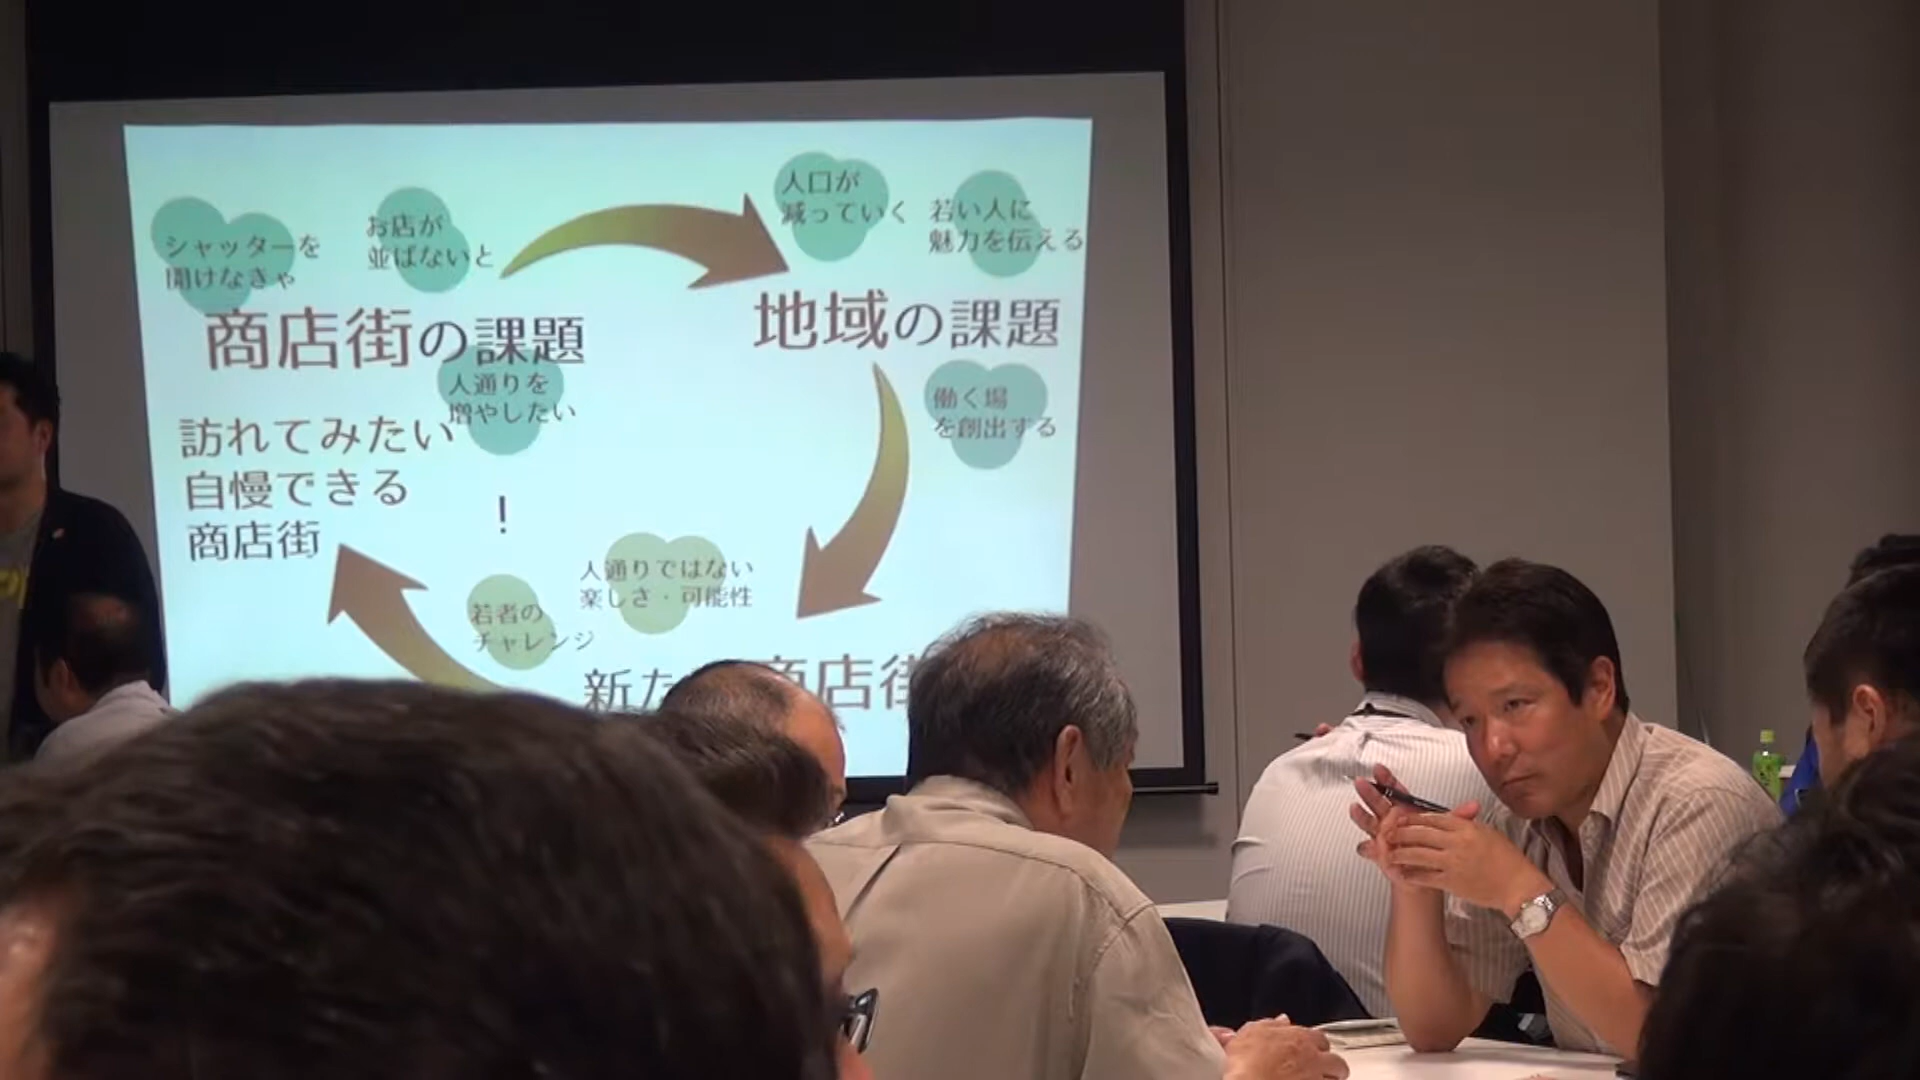 シャッターを
開けなきゃ
お店が
並ばないと
人口が
減っていく
若い人に
魅力を伝える
商店街の課題
地域の課題
人通りを
増やしたい
働く場
を創出する
訪れてみたい
自慢できる
商店街
！
人通りではない
楽しさ・可能性
若者の
チャレンジ
新た 商店街